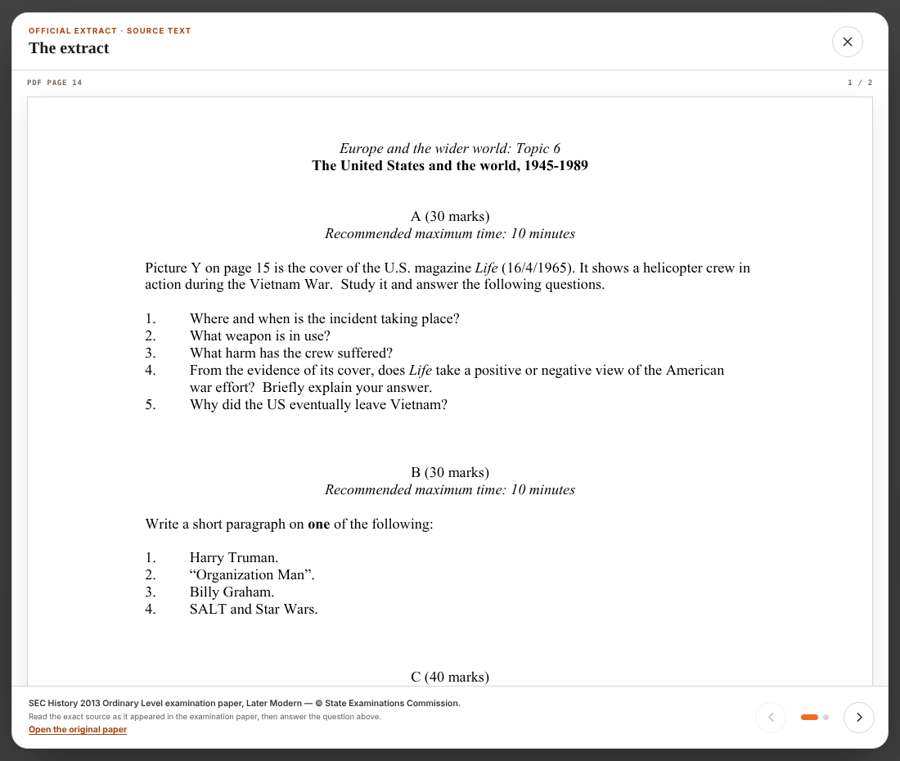 OFFICIAL EXTRACT · SOURCE TEXT
The extract
PDF PAGE 14
1 / 2
Europe and the wider world: Topic 6
The United States and the world, 1945-1989
A (30 marks)
Recommended maximum time: 10 minutes
Picture Y on page 15 is the cover of the U.S. magazine Life (16/4/1965). It shows a helicopter crew in
action during the Vietnam War.  Study it and answer the following questions.
1. Where and when is the incident taking place?
2. What weapon is in use?
3. What harm has the crew suffered?
4. From the evidence of its cover, does Life take a positive or negative view of the American
war effort?  Briefly explain your answer.
5. Why did the US eventually leave Vietnam?
B (30 marks)
Recommended maximum time: 10 minutes
Write a short paragraph on one of the following:
1. Harry Truman.
2. “Organization Man”.
3. Billy Graham.
4. SALT and Star Wars.
C (40 marks)
SEC History 2013 Ordinary Level examination paper, Later Modern — © State Examinations Commission.
Read the exact source as it appeared in the examination paper, then answer the question above.
Open the original paper